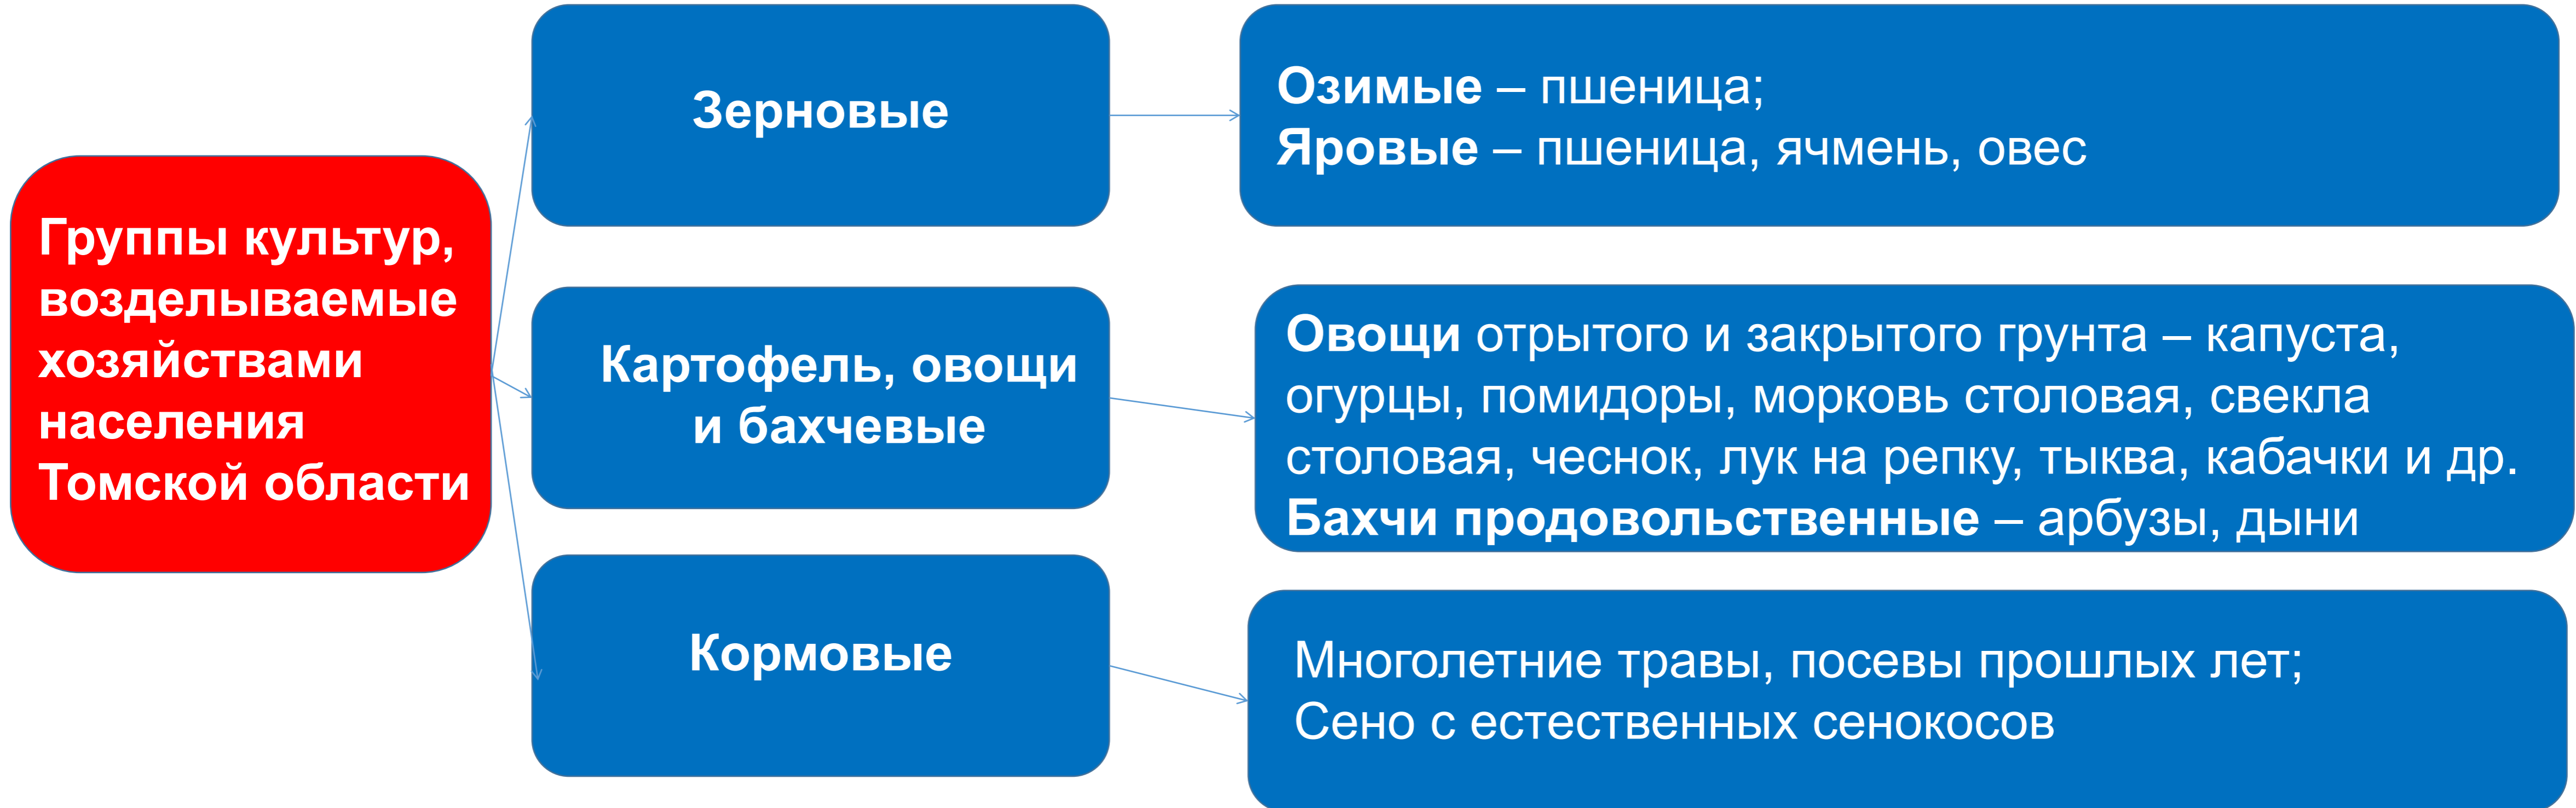 Группы культур,
возделываемые
хозяйствами
населения
Томской области
Зерновые
Озимые – пшеница;
Яровые – пшеница, ячмень, овес
Картофель, овощи
и бахчевые
Овощи отрытого и закрытого грунта – капуста,
огурцы, помидоры, морковь столовая, свекла
столовая, чеснок, лук на репку, тыква, кабачки и др.
Бахчи продовольственные – арбузы, дыни
Кормовые
Многолетние травы, посевы прошлых лет;
Сено с естественных сенокосов